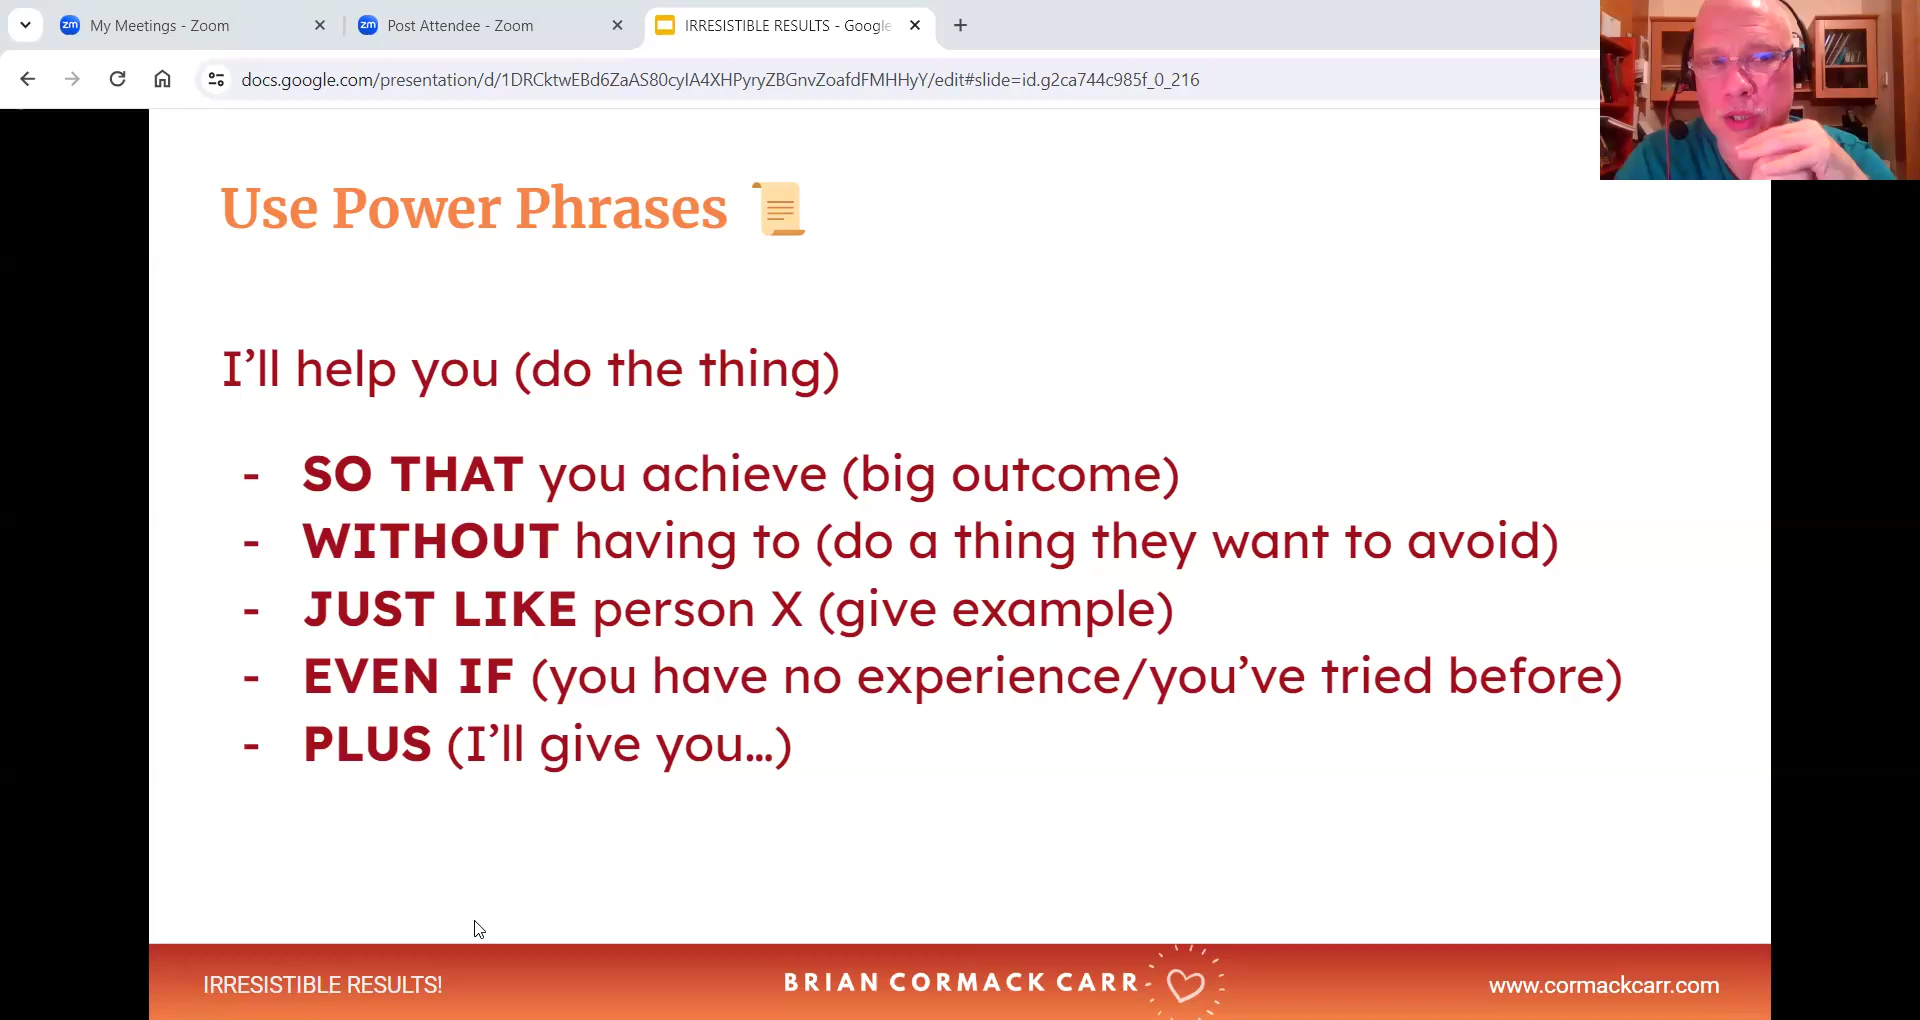 zm My Meetings - Zoom
zm Post Attendee - Zoom
IRRESISTIBLE RESULTS - Google
docs.google.com/presentation/d/1DRCktwEBd6ZaAS80cyIA4XHPyryZBGnvZoafdFMHHyY/edit#slide=id.g2ca744c985f_0_216
Use Power Phrases
I’ll help you (do the thing)
- SO THAT you achieve (big outcome)
- WITHOUT having to (do a thing they want to avoid)
- JUST LIKE person X (give example)
- EVEN IF (you have no experience/you’ve tried before)
- PLUS (I’ll give you...)
IRRESISTIBLE RESULTS!
BRIAN CORMACK CARR
www.cormackcarr.com